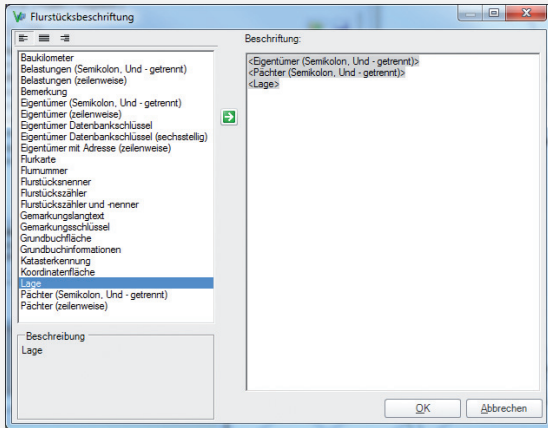 Flurstücksbeschriftung
Beschriftung:
Baukilometer
Belastungen (Semikolon, Und - getrennt)
Belastungen (zeilenweise)
Bemerkung
Eigentümer (Semikolon, Und - getrennt)
Eigentümer (zeilenweise)
Eigentümer Datenbankschlüssel
Eigentümer Datenbankschlüssel (sechsstellig)
Eigentümer mit Adresse (zeilenweise)
Flurkarte
Flurnummer
Flurstücksnenner
Flurstückszähler
Flurstückszähler und -nenner
Gemarkungslangtext
Gemarkungsschlüssel
Grundbuchfläche
Grundbuchinformationen
Katasterkennung
Koordinatenfläche
Lage
Pächter (Semikolon, Und - getrennt)
Pächter (zeilenweise)
<Eigentümer (Semikolon, Und - getrennt)>
<Pächter (Semikolon, Und - getrennt)>
<Lage>
Beschreibung
Lage
OK
Abbrechen